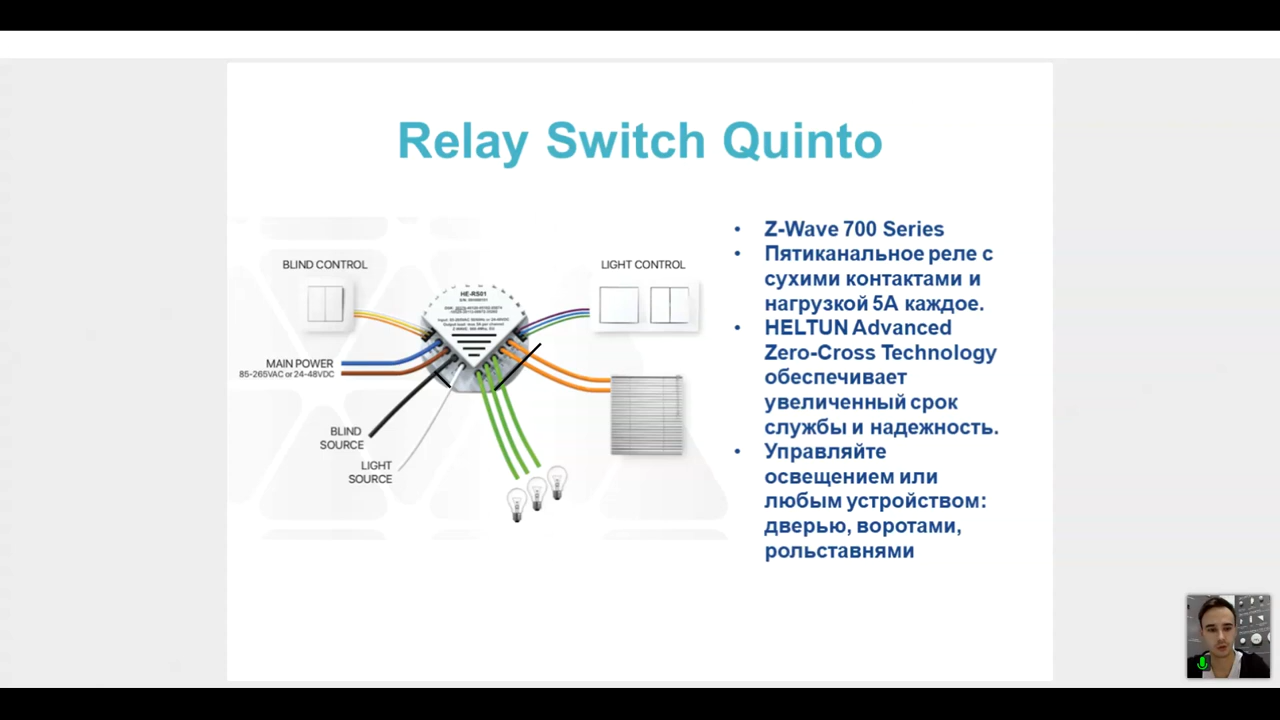 Relay Switch Quinto
BLIND CONTROL
LIGHT CONTROL
HE-RS01
MAIN POWER
85-265VAC or 24-48VDC
BLIND
SOURCE
LIGHT
SOURCE
• Z-Wave 700 Series
• Пятиканальное реле с
сухими контактами и
нагрузкой 5А каждое.
• HELTUN Advanced
Zero-Cross Technology
обеспечивает
увеличенный срок
службы и надежность.
• Управляйте
освещением или
любым устройством:
дверью, воротами,
рольставнями